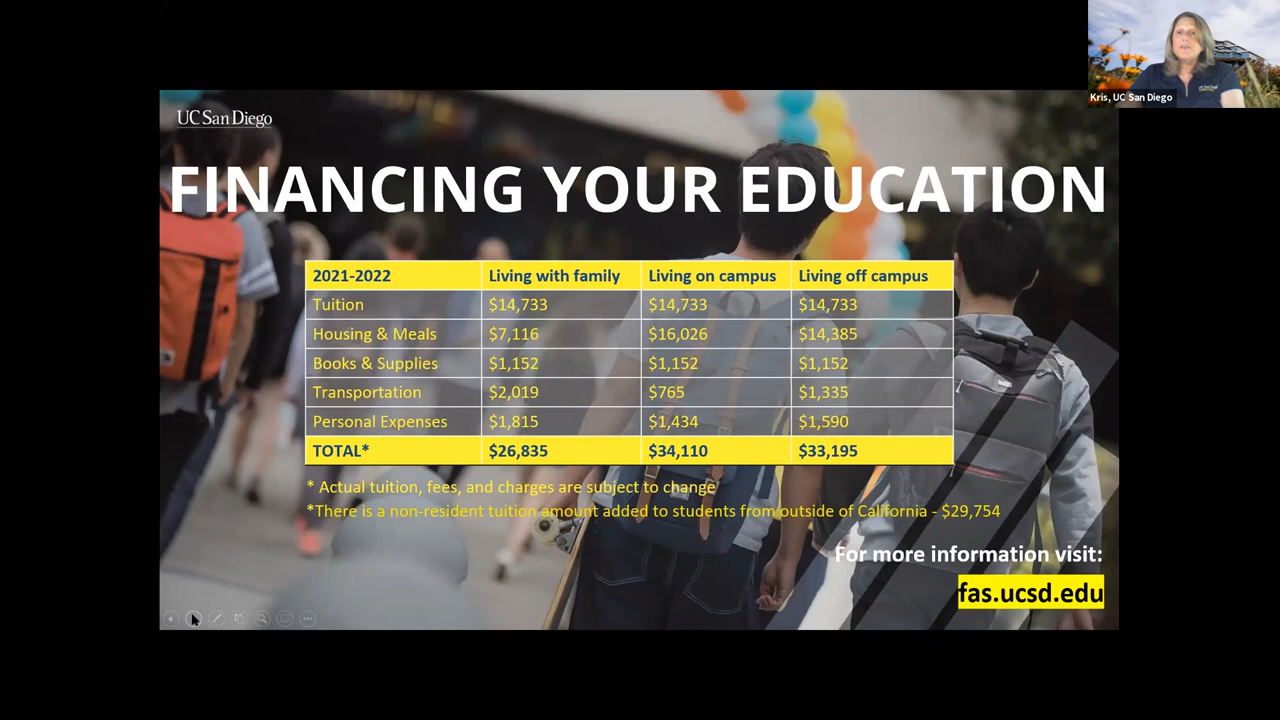 Kris, UC San Diego
UC San Diego
FINANCING YOUR EDUCATION
2021-2022 Living with family Living on campus Living off campus
Tuition $14,733 $14,733 $14,733
Housing & Meals $7,116 $16,026 $14,385
Books & Supplies $1,152 $1,152 $1,152
Transportation $2,019 $765 $1,335
Personal Expenses $1,815 $1,434 $1,590
TOTAL* $26,835 $34,110 $33,195
* Actual tuition, fees, and charges are subject to change
*There is a non-resident tuition amount added to students from outside of California - $29,754
For more information visit:
fas.ucsd.edu